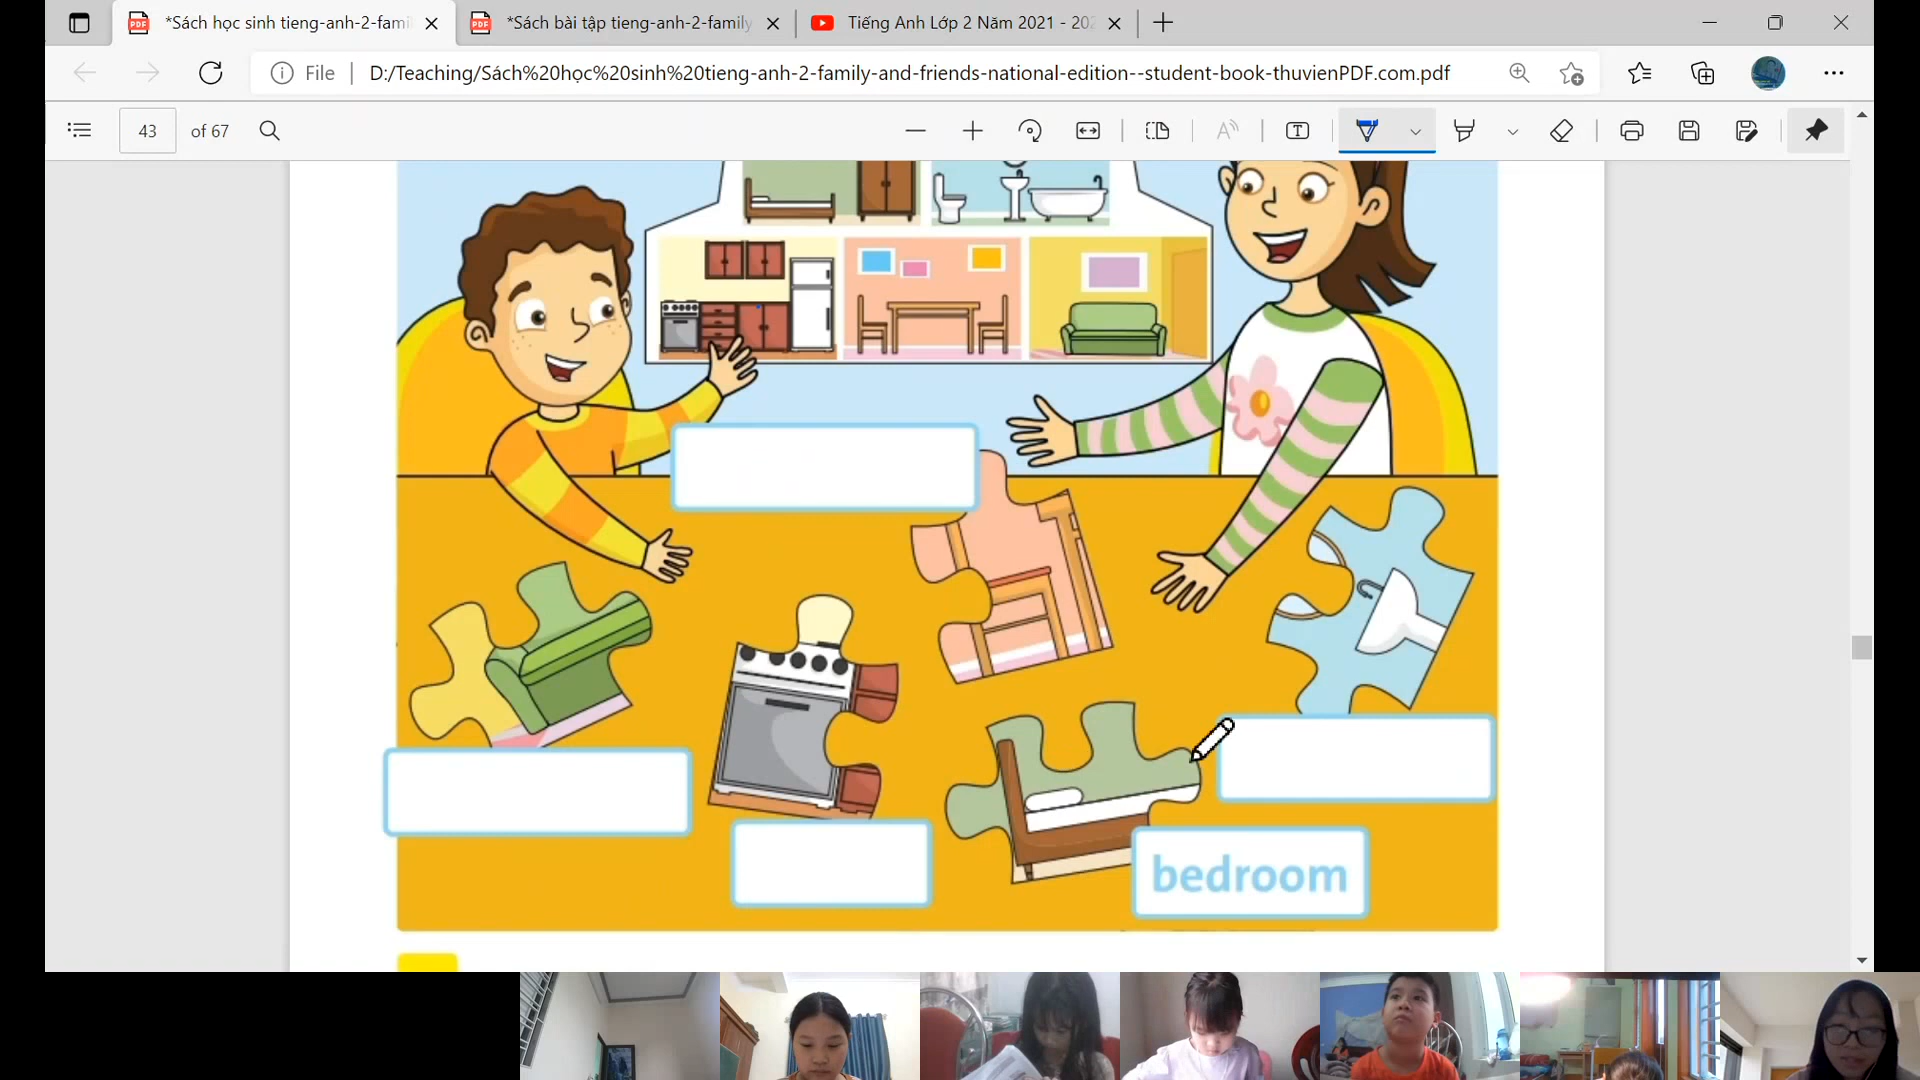 *Sách học sinh tieng-anh-2-fami
*Sách bài tập tieng-anh-2-family
Tiếng Anh Lớp 2 Năm 2021 - 202
File
D:/Teaching/Sách%20học%20sinh%20tieng-anh-2-family-and-friends-national-edition--student-book-thuvienPDF.com.pdf
43 of 67
bedroom